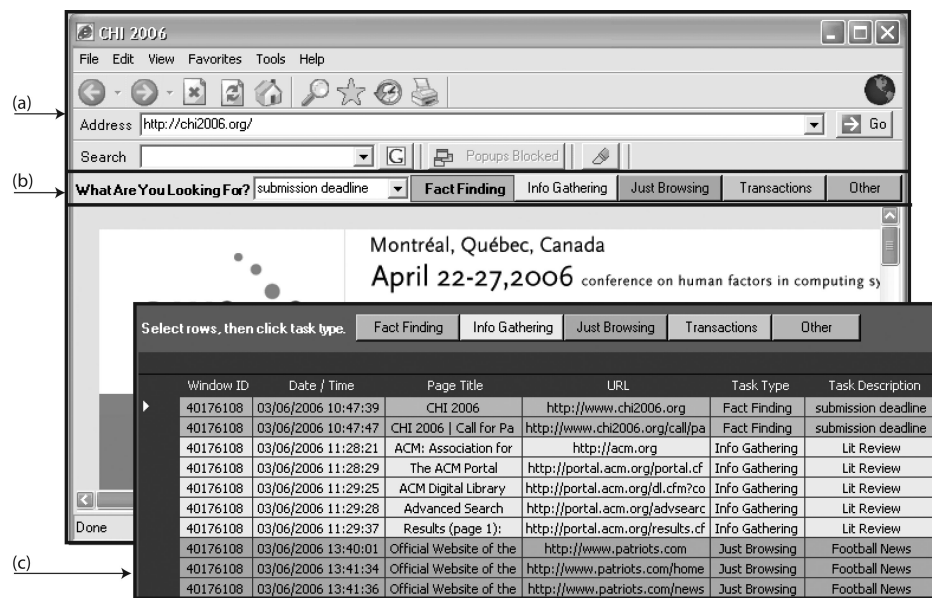 CHI 2006
File Edit View Favorites Tools Help
(a)
Address http://chi2006.org/ Go
Search G Popups Blocked
(b)
What Are You Looking For? submission deadline Fact Finding Info Gathering Just Browsing Transactions Other
Montréal, Québec, Canada
April 22-27,2006 conference on human factors in computing sy
Select rows, then click task type. Fact Finding Info Gathering Just Browsing Transactions Other
Window ID Date / Time Page Title URL Task Type Task Description
40176108 03/06/2006 10:47:39 CHI 2006 http://www.chi2006.org Fact Finding submission deadline
40176108 03/06/2006 10:47:47 CHI 2006 | Call for Pa http://www.chi2006.org/call/pa Fact Finding submission deadline
40176108 03/06/2006 11:28:21 ACM: Association for http://acm.org Info Gathering Lit Review
40176108 03/06/2006 11:28:29 The ACM Portal http://portal.acm.org/portal.cf Info Gathering Lit Review
40176108 03/06/2006 11:29:25 ACM Digital Library http://portal.acm.org/dl.cfm?co Info Gathering Lit Review
40176108 03/06/2006 11:29:28 Advanced Search http://portal.acm.org/advsearc Info Gathering Lit Review
40176108 03/06/2006 11:29:37 Results (page 1): http://portal.acm.org/results.cf Info Gathering Lit Review
Done
40176108 03/06/2006 13:40:01 Official Website of the http://www.patriots.com Just Browsing Football News
(c)
40176108 03/06/2006 13:41:34 Official Website of the http://www.patriots.com/home Just Browsing Football News
40176108 03/06/2006 13:41:36 Official Website of the http://www.patriots.com/news Just Browsing Football News